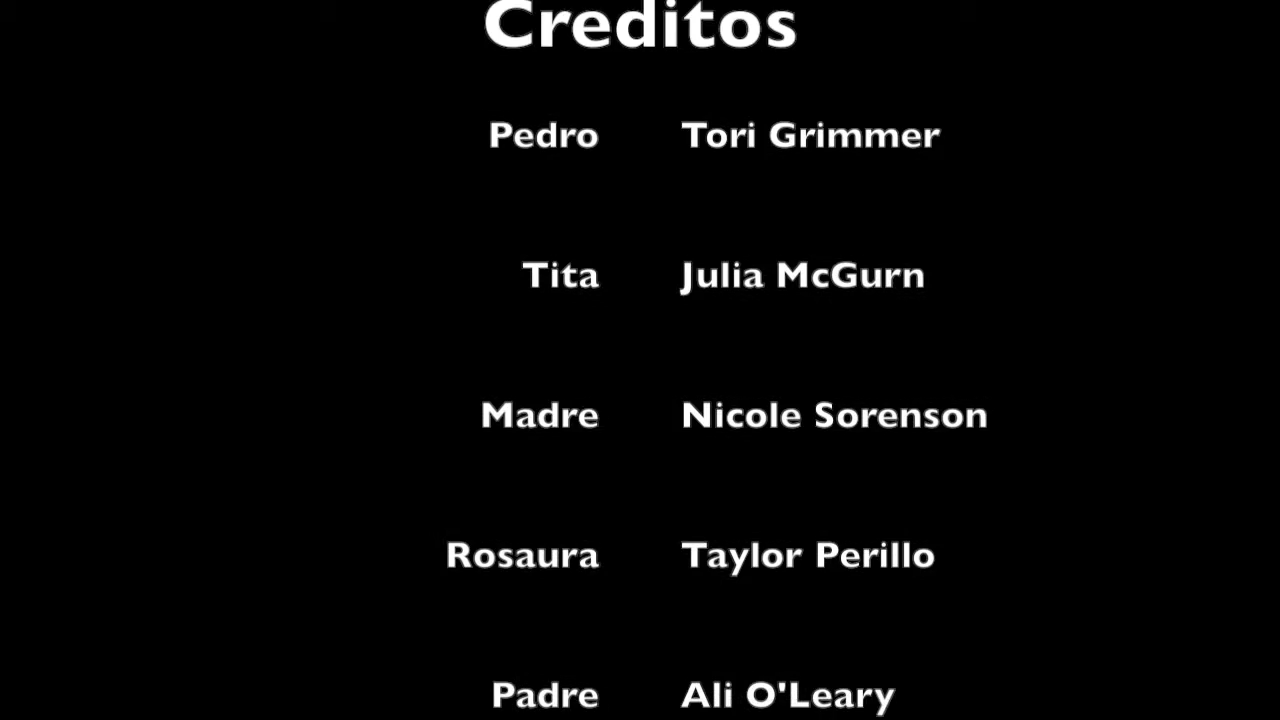 Creditos
Pedro Tori Grimmer
Tita Julia McGurn
Madre Nicole Sorenson
Rosaura Taylor Perillo
Padre Ali O'Leary